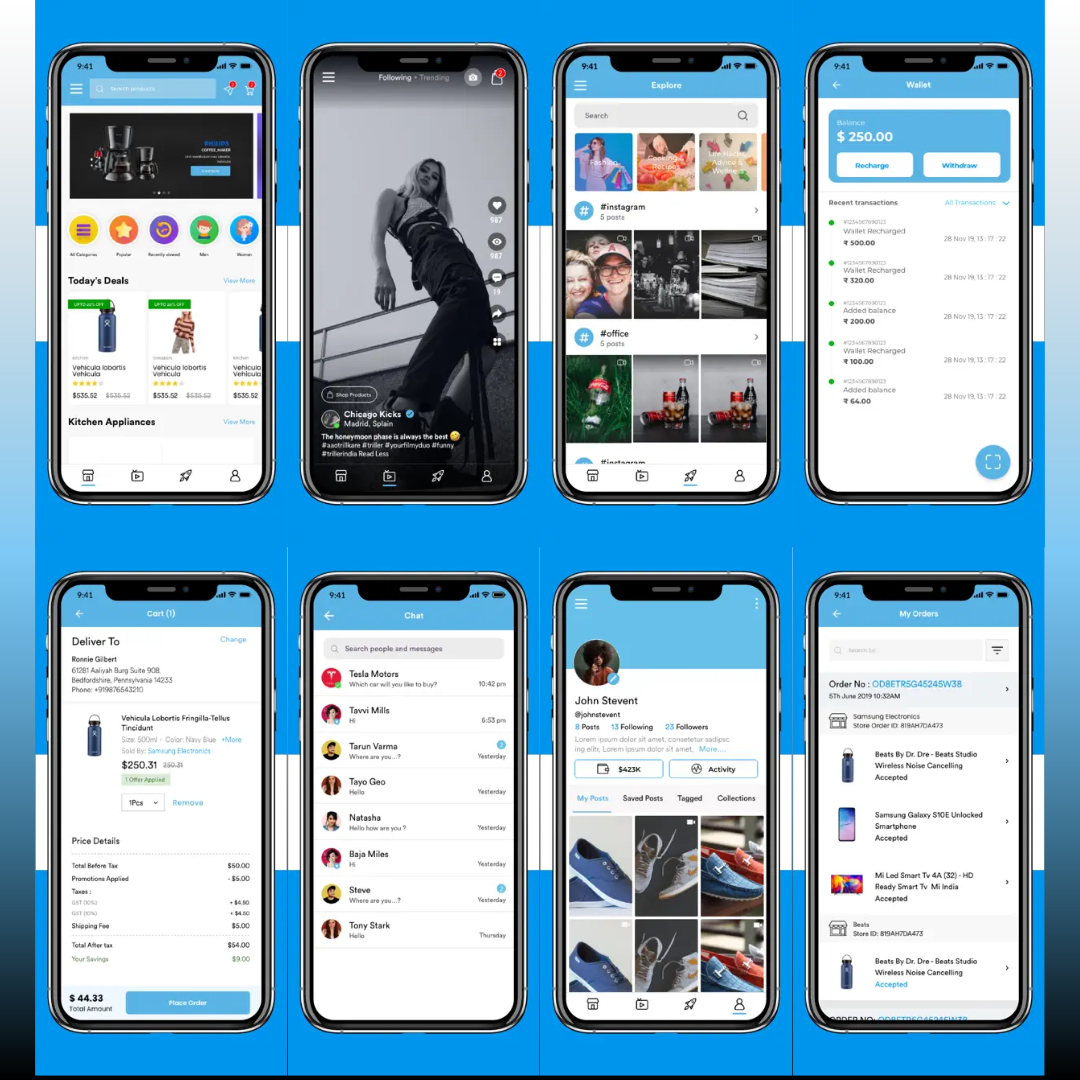 9:41
Search products
PHILIPS
COFFEE MAKER
All Categories
Popular
Recently viewed
Men
Women
Today's Deals
View More
UPTO 20% OFF
UPTO 20% OFF
Kitchen
Vehicula lobortis
Vehicula
$535.52 $535.52
Vehicula lobortis
Vehicula
$535.52 $535.52
$535.52
Kitchen Appliances
View More
Following • Trending
2
987
987
19
Shop Products
Chicago Kicks
Madrid, Spain
The honeymoon phase is always the best
#aaotrillkare #triller #yourfilmyduo #funny
#trillerindia Read Less
9:41
Explore
Search
Fashion
Cooking &
Recipes
Life Hacks,
Advice &
#instagram
5 posts
#office
5 posts
#instagram
9:41
Wallet
Balance
$ 250.00
Recharge
Withdraw
Recent transactions
All Transactions
#1234567890123
Wallet Recharged
₹ 500.00
28 Nov 19, 13 : 17 : 22
#1234567890123
Wallet Recharged
₹ 320.00
28 Nov 19, 13 : 17 : 22
#1234567890123
Added balance
₹ 200.00
28 Nov 19, 13 : 17 : 22
#1234567890123
Wallet Recharged
₹ 100.00
28 Nov 19, 13 : 17 : 22
#1234567890123
Added balance
₹ 64.00
28 Nov 19, 13 : 17 : 22
9:41
Cart (1)
Deliver To
Change
Ronnie Gilbert
61281 Aaliyah Burg Suite 908,
Bedfordshire, Pennsylvania 14233
Phone: +919876543210
Vehicula Lobortis Fringilla-Tellus
Tincidunt
Size: 500ml - Color: Navy Blue +More
Sold By: Samsung Electronics
$250.31 250.31
1 Offer Applied
1Pcs
Remove
Price Details
Total Before Tax $50.00
Promotions Applied - $5.00
Taxes :
GST (10%) + $4.50
GST (10%) + $4.50
Shipping Fee $5.00
Total After tax $54.00
Your Savings $9.00
$ 44.33
Total Amount
Place Order
9:41
Chat
Search people and messages
Tesla Motors
Which car will you like to buy?
10:42 pm
Tavvi Mills
Hi
6:53 pm
Tarun Varma
2
Where are you...?
Yesterday
Tayo Geo
Hello
Yesterday
Natasha
Hello how are you ?
Yesterday
Baja Miles
Hi
Yesterday
Steve
2
Where are you...?
Yesterday
Tony Stark
Hello
Thursday
John Stevent
@johnstevent
8 Posts 13 Following 23 Followers
Lorem ipsum dolor sit amet, consetetur sadipsc
ing elitr, Lorem ipsum dolor sit amet, More....
$423K
Activity
My Posts
Saved Posts
Tagged
Collections
9:41
My Orders
Search for
Order No : OD8ETR5G45245W38
5Th June 2019 10:32AM
Samsung Electronics
Store Order ID: 819AH7DA473
Beats By Dr. Dre - Beats Studio
Wireless Noise Cancelling
Accepted
Samsung Galaxy S10E Unlocked
Smartphone
Accepted
Mi Led Smart Tv 4A (32) - HD
Ready Smart Tv Mi India
Accepted
Beats
Store ID: 819AH7DA473
Beats By Dr. Dre - Beats Studio
Wireless Noise Cancelling
Accepted
ORDER NO: OD8ETR5G45245W38